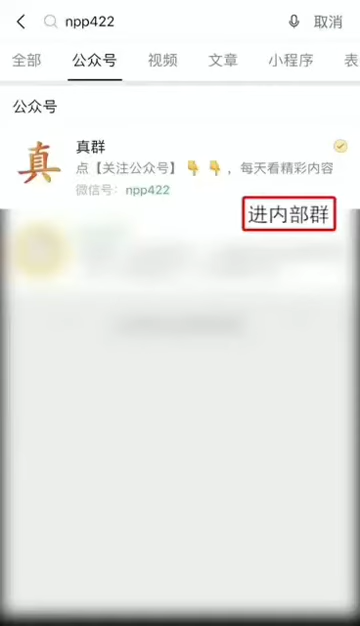 npp422 取消
全部 公众号 视频 文章 小程序 表
公众号
真
真群
点【关注公众号】👇 👇 ，每天看精彩内容
微信号： npp422
进内部群